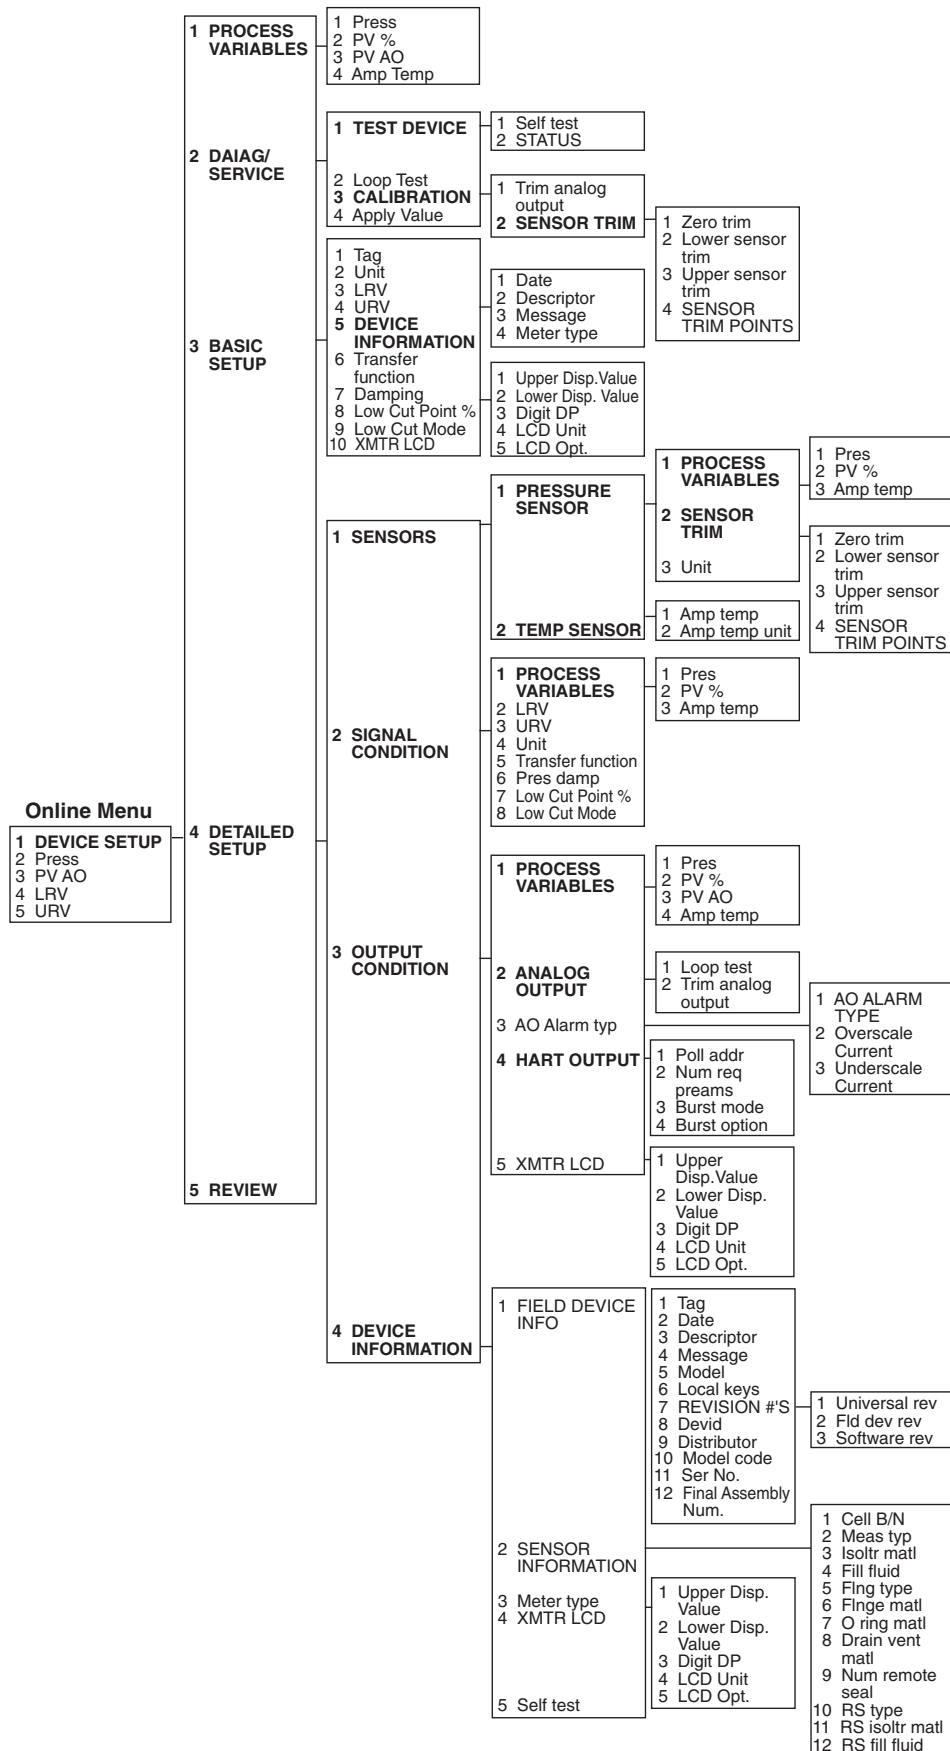 Online Menu
1 DEVICE SETUP
2 Press
3 PV AO
4 LRV
5 URV
1 PROCESS
VARIABLES
2 DAIAG/
SERVICE
3 BASIC
SETUP
4 DETAILED
SETUP
5 REVIEW
1 Press
2 PV %
3 PV AO
4 Amp Temp
1 TEST DEVICE
2 Loop Test
3 CALIBRATION
4 Apply Value
1 Self test
2 STATUS
1 Trim analog
output
2 SENSOR TRIM
1 Zero trim
2 Lower sensor
trim
3 Upper sensor
trim
4 SENSOR
TRIM POINTS
1 Tag
2 Unit
3 LRV
4 URV
5 DEVICE
INFORMATION
6 Transfer
function
7 Damping
8 Low Cut Point %
9 Low Cut Mode
10 XMTR LCD
1 Date
2 Descriptor
3 Message
4 Meter type
1 Upper Disp.Value
2 Lower Disp. Value
3 Digit DP
4 LCD Unit
5 LCD Opt.
1 SENSORS
2 SIGNAL
CONDITION
3 OUTPUT
CONDITION
4 DEVICE
INFORMATION
1 PRESSURE
SENSOR
2 TEMP SENSOR
1 PROCESS
VARIABLES
2 SENSOR
TRIM
3 Unit
1 Pres
2 PV %
3 Amp temp
1 Zero trim
2 Lower sensor
trim
3 Upper sensor
trim
4 SENSOR
TRIM POINTS
1 Amp temp
2 Amp temp unit
1 PROCESS
VARIABLES
2 LRV
3 URV
4 Unit
5 Transfer function
6 Pres damp
7 Low Cut Point %
8 Low Cut Mode
1 Pres
2 PV %
3 Amp temp
1 PROCESS
VARIABLES
2 ANALOG
OUTPUT
3 AO Alarm typ
4 HART OUTPUT
5 XMTR LCD
1 Pres
2 PV %
3 PV AO
4 Amp temp
1 Loop test
2 Trim analog
output
1 AO ALARM
TYPE
2 Overscale
Current
3 Underscale
Current
1 Poll addr
2 Num req
preams
3 Burst mode
4 Burst option
1 Upper
Disp.Value
2 Lower Disp.
Value
3 Digit DP
4 LCD Unit
5 LCD Opt.
1 FIELD DEVICE
INFO
2 SENSOR
INFORMATION
3 Meter type
4 XMTR LCD
5 Self test
1 Tag
2 Date
3 Descriptor
4 Message
5 Model
6 Local keys
7 REVISION #'S
8 Devid
9 Distributor
10 Model code
11 Ser No.
12 Final Assembly
Num.
1 Universal rev
2 Fld dev rev
3 Software rev
1 Cell B/N
2 Meas typ
3 Isoltr matl
4 Fill fluid
5 Flng type
6 Flnge matl
7 O ring matl
8 Drain vent
matl
9 Num remote
seal
10 RS type
11 RS isoltr matl
12 RS fill fluid
1 Upper Disp.
Value
2 Lower Disp.
Value
3 Digit DP
4 LCD Unit
5 LCD Opt.